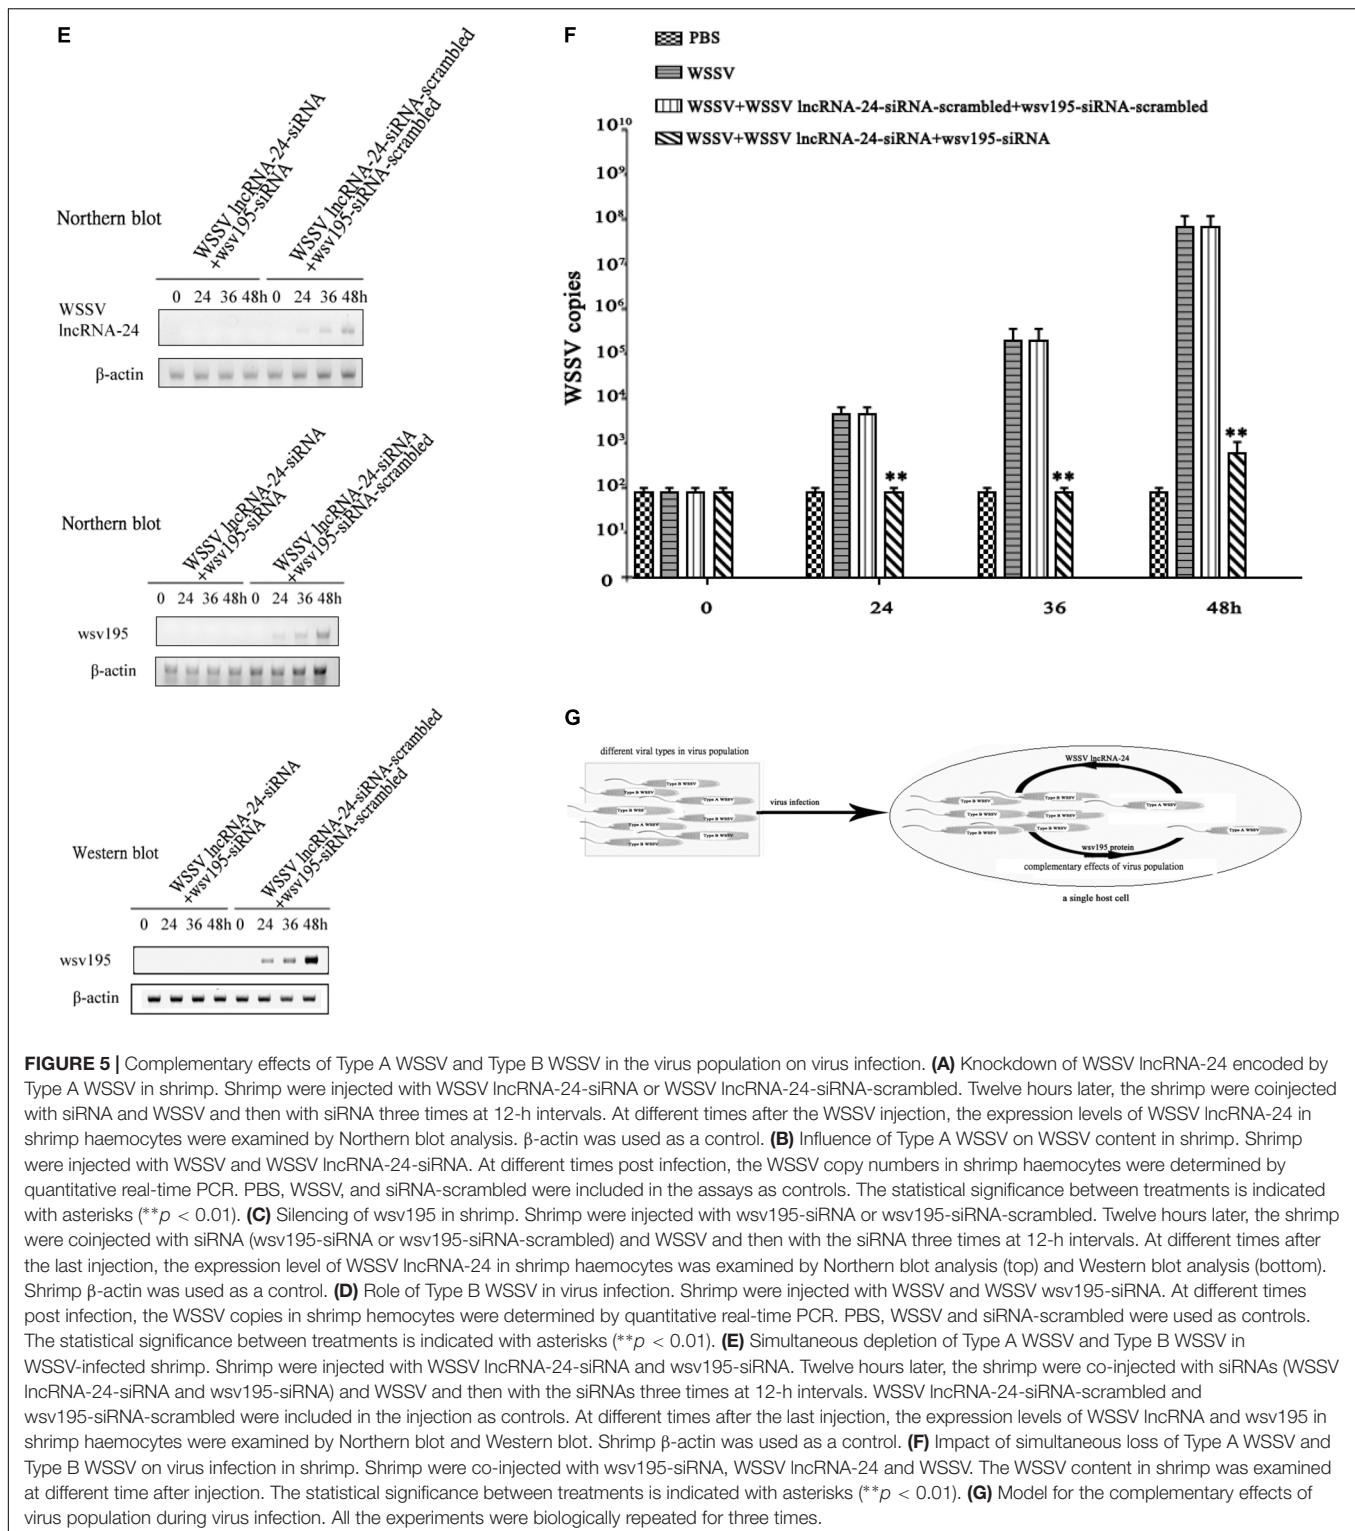 E
WSSV lncRNA-24-siRNA
+wsv195-siRNA
WSSV lncRNA-24-siRNA-scrambled
+wsv195-siRNA-scrambled
Northern blot
0 24 36 48h 0 24 36 48h
WSSV
lncRNA-24
β-actin
WSSV lncRNA-24-siRNA
+wsv195-siRNA
WSSV lncRNA-24-siRNA
+wsv195-siRNA-scrambled
Northern blot
0 24 36 48h 0 24 36 48h
wsv195
β-actin
WSSV lncRNA-24-siRNA
+wsv195-siRNA
WSSV lncRNA-24-siRNA-scrambled
+wsv195-siRNA-scrambled
Western blot
0 24 36 48h 0 24 36 48h
wsv195
β-actin
F
PBS
WSSV
WSSV+WSSV lncRNA-24-siRNA-scrambled+wsv195-siRNA-scrambled
WSSV+WSSV lncRNA-24-siRNA+wsv195-siRNA
WSSV copies
10¹⁰
10⁹
10⁸
10⁷
10⁶
10⁵
10⁴
10³
10²
10¹
0
**
**
**
0 24 36 48h
G
different viral types in virus population
Type B WSSV
Type B WSSV
Type A WSSV
Type B WSSV
Type A WSSV
Type B WSSV
Type B WSSV
virus infection
WSSV lncRNA-24
Type B WSSV
Type B WSSV
Type A WSSV
Type B WSSV
Type B WSSV
Type B WSSV
Type B WSSV
Type A WSSV
wsv195 protein
complementary effects of virus population
a single host cell
FIGURE 5 | Complementary effects of Type A WSSV and Type B WSSV in the virus population on virus infection. (A) Knockdown of WSSV lncRNA-24 encoded by
Type A WSSV in shrimp. Shrimp were injected with WSSV lncRNA-24-siRNA or WSSV lncRNA-24-siRNA-scrambled. Twelve hours later, the shrimp were coinjected
with siRNA and WSSV and then with siRNA three times at 12-h intervals. At different times after the WSSV injection, the expression levels of WSSV lncRNA-24 in
shrimp haemocytes were examined by Northern blot analysis. β-actin was used as a control. (B) Influence of Type A WSSV on WSSV content in shrimp. Shrimp
were injected with WSSV and WSSV lncRNA-24-siRNA. At different times post infection, the WSSV copy numbers in shrimp haemocytes were determined by
quantitative real-time PCR. PBS, WSSV, and siRNA-scrambled were included in the assays as controls. The statistical significance between treatments is indicated
with asterisks (**p < 0.01). (C) Silencing of wsv195 in shrimp. Shrimp were injected with wsv195-siRNA or wsv195-siRNA-scrambled. Twelve hours later, the shrimp
were coinjected with siRNA (wsv195-siRNA or wsv195-siRNA-scrambled) and WSSV and then with the siRNA three times at 12-h intervals. At different times after
the last injection, the expression level of WSSV lncRNA-24 in shrimp haemocytes was examined by Northern blot analysis (top) and Western blot analysis (bottom).
Shrimp β-actin was used as a control. (D) Role of Type B WSSV in virus infection. Shrimp were injected with WSSV and WSSV wsv195-siRNA. At different times
post infection, the WSSV copies in shrimp hemocytes were determined by quantitative real-time PCR. PBS, WSSV and siRNA-scrambled were used as controls.
The statistical significance between treatments is indicated with asterisks (**p < 0.01). (E) Simultaneous depletion of Type A WSSV and Type B WSSV in
WSSV-infected shrimp. Shrimp were injected with WSSV lncRNA-24-siRNA and wsv195-siRNA. Twelve hours later, the shrimp were co-injected with siRNAs (WSSV
lncRNA-24-siRNA and wsv195-siRNA) and WSSV and then with the siRNAs three times at 12-h intervals. WSSV lncRNA-24-siRNA-scrambled and
wsv195-siRNA-scrambled were included in the injection as controls. At different times after the last injection, the expression levels of WSSV lncRNA and wsv195 in
shrimp haemocytes were examined by Northern blot and Western blot. Shrimp β-actin was used as a control. (F) Impact of simultaneous loss of Type A WSSV and
Type B WSSV on virus infection in shrimp. Shrimp were co-injected with wsv195-siRNA, WSSV lncRNA-24 and WSSV. The WSSV content in shrimp was examined
at different time after injection. The statistical significance between treatments is indicated with asterisks (**p < 0.01). (G) Model for the complementary effects of
virus population during virus infection. All the experiments were biologically repeated for three times.